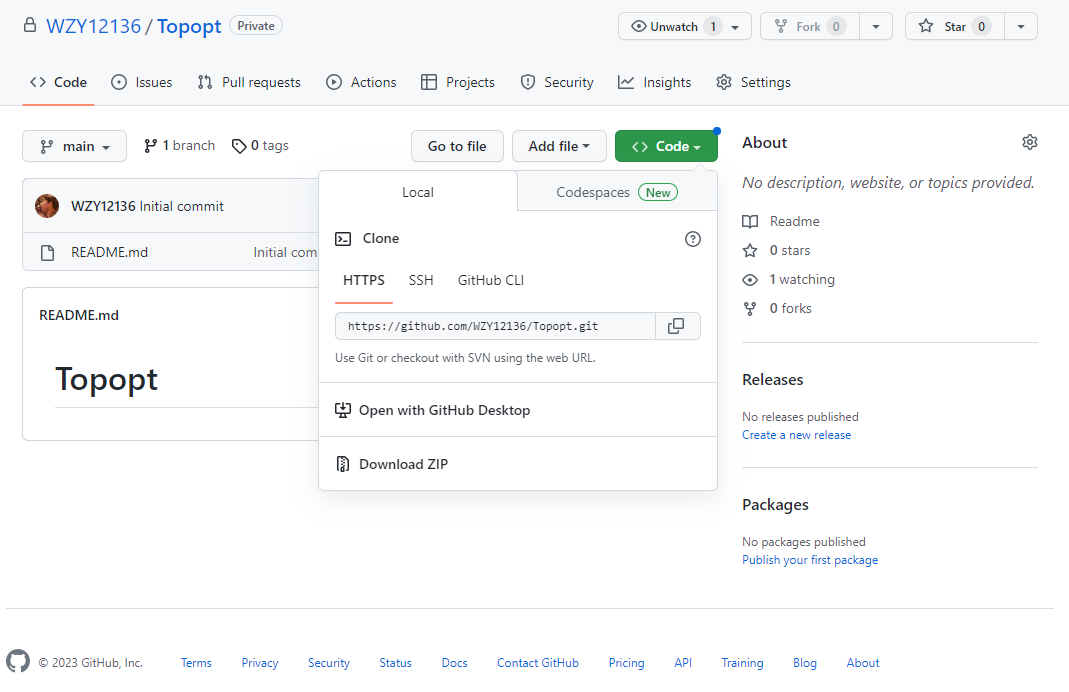 WZY12136 / Topopt Private
Unwatch 1
Fork 0
Star 0
Code Issues Pull requests Actions Projects Security Insights Settings
main 1 branch 0 tags
Go to file Add file Code
WZY12136 Initial commit
README.md Initial com
README.md
Topopt
Local Codespaces New
Clone
HTTPS SSH GitHub CLI
https://github.com/WZY12136/Topopt.git
Use Git or checkout with SVN using the web URL.
Open with GitHub Desktop
Download ZIP
About
No description, website, or topics provided.
Readme
0 stars
1 watching
0 forks
Releases
No releases published
Create a new release
Packages
No packages published
Publish your first package
© 2023 GitHub, Inc. Terms Privacy Security Status Docs Contact GitHub Pricing API Training Blog About